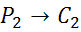 P₂ → C₂